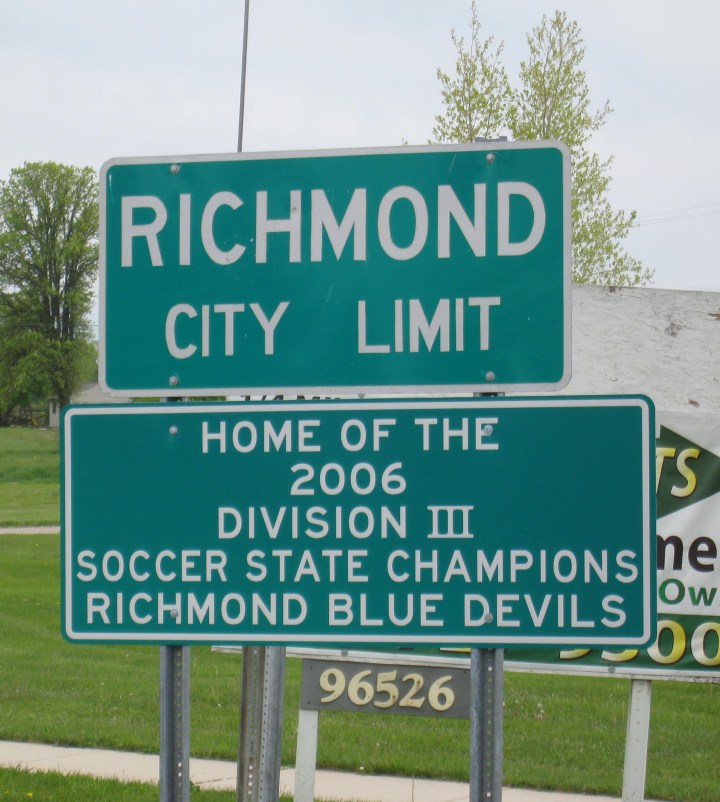 RICHMOND
CITY LIMIT
HOME OF THE
2006
DIVISION III
SOCCER STATE CHAMPIONS
RICHMOND BLUE DEVILS
96526